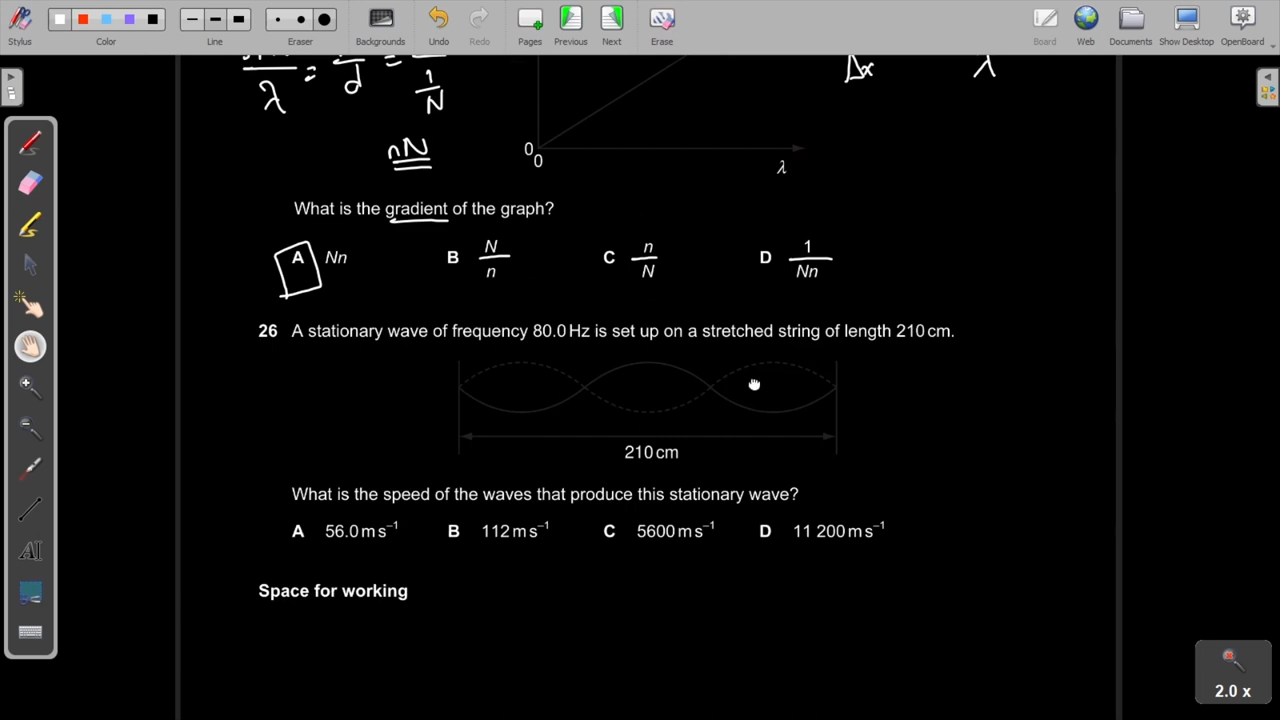 Stylus Color Line Eraser Backgrounds Undo Redo Pages Previous Next Erase Board Web Documents Show Desktop OpenBoard
λ = d = 1/N
Δx λ
nN
0
0
λ
What is the gradient of the graph?
A Nn B N/n C n/N D 1/Nn
26 A stationary wave of frequency 80.0 Hz is set up on a stretched string of length 210 cm.
210 cm
What is the speed of the waves that produce this stationary wave?
A 56.0 m s⁻¹ B 112 m s⁻¹ C 5600 m s⁻¹ D 11 200 m s⁻¹
Space for working
AI
2.0 x